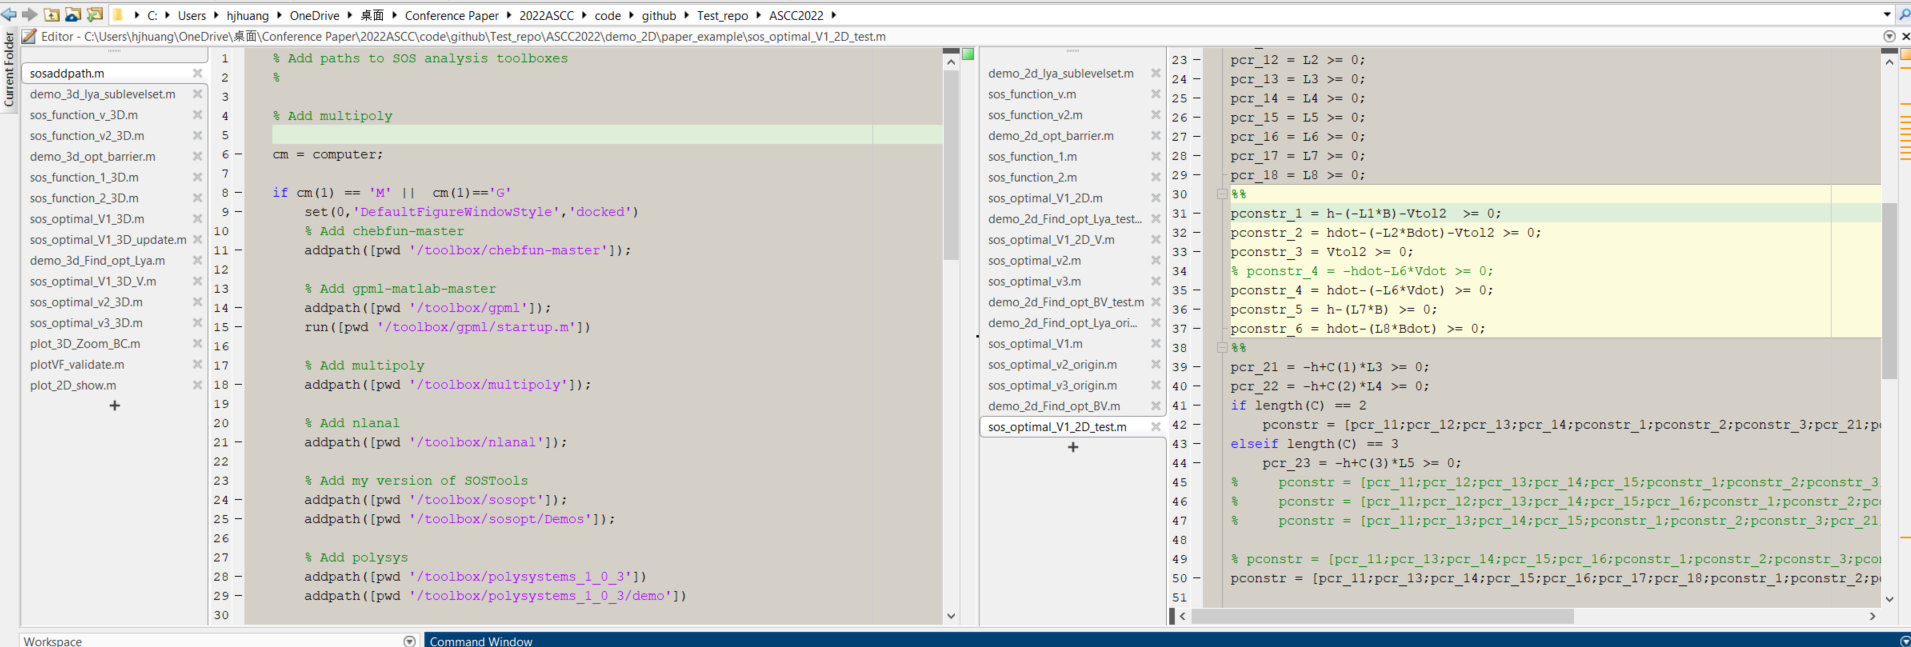 C: Users hjhuang OneDrive 桌面 Conference Paper 2022ASCC code github Test_repo ASCC2022
Editor - C:\Users\hjhuang\OneDrive\桌面\Conference Paper\2022ASCC\code\github\Test_repo\ASCC2022\demo_2D\paper_example\sos_optimal_V1_2D_test.m
Current Folder
sosaddpath.m
demo_3d_lya_sublevelset.m
sos_function_v_3D.m
sos_function_v2_3D.m
demo_3d_opt_barrier.m
sos_function_1_3D.m
sos_function_2_3D.m
sos_optimal_V1_3D.m
sos_optimal_V1_3D_update.m
demo_3d_Find_opt_Lya.m
sos_optimal_V1_3D_V.m
sos_optimal_v2_3D.m
sos_optimal_v3_3D.m
plot_3D_Zoom_BC.m
plotVF_validate.m
plot_2D_show.m
+
1 % Add paths to SOS analysis toolboxes
2 %
3
4 % Add multipoly
5
6 – cm = computer;
7
8 – if cm(1) == 'M' || cm(1)=='G'
9 – set(0,'DefaultFigureWindowStyle','docked')
10 % Add chebfun-master
11 – addpath([pwd '/toolbox/chebfun-master']);
12
13 % Add gpml-matlab-master
14 – addpath([pwd '/toolbox/gpml']);
15 – run([pwd '/toolbox/gpml/startup.m'])
16
17 % Add multipoly
18 – addpath([pwd '/toolbox/multipoly']);
19
20 % Add nlanal
21 – addpath([pwd '/toolbox/nlanal']);
22
23 % Add my version of SOSTools
24 – addpath([pwd '/toolbox/sosopt']);
25 – addpath([pwd '/toolbox/sosopt/Demos']);
26
27 % Add polysys
28 – addpath([pwd '/toolbox/polysystems_1_0_3'])
29 – addpath([pwd '/toolbox/polysystems_1_0_3/demo'])
30
demo_2d_lya_sublevelset.m
sos_function_v.m
sos_function_v2.m
demo_2d_opt_barrier.m
sos_function_1.m
sos_function_2.m
sos_optimal_V1_2D.m
demo_2d_Find_opt_Lya_test...
sos_optimal_V1_2D_V.m
sos_optimal_v2.m
sos_optimal_v3.m
demo_2d_Find_opt_BV_test.m
demo_2d_Find_opt_Lya_ori...
sos_optimal_V1.m
sos_optimal_v2_origin.m
sos_optimal_v3_origin.m
demo_2d_Find_opt_BV.m
sos_optimal_V1_2D_test.m
+
23 – pcr_12 = L2 >= 0;
24 – pcr_13 = L3 >= 0;
25 – pcr_14 = L4 >= 0;
26 – pcr_15 = L5 >= 0;
27 – pcr_16 = L6 >= 0;
28 – pcr_17 = L7 >= 0;
29 – pcr_18 = L8 >= 0;
30 %%
31 – pconstr_1 = h-(-L1*B)-Vtol2 >= 0;
32 – pconstr_2 = hdot-(-L2*Bdot)-Vtol2 >= 0;
33 – pconstr_3 = Vtol2 >= 0;
34 % pconstr_4 = -hdot-L6*Vdot >= 0;
35 – pconstr_4 = hdot-(-L6*Vdot) >= 0;
36 – pconstr_5 = h-(L7*B) >= 0;
37 – pconstr_6 = hdot-(L8*Bdot) >= 0;
38 %%
39 – pcr_21 = -h+C(1)*L3 >= 0;
40 – pcr_22 = -h+C(2)*L4 >= 0;
41 – if length(C) == 2
42 – pconstr = [pcr_11;pcr_12;pcr_13;pcr_14;pconstr_1;pconstr_2;pconstr_3;pcr_21;p
43 – elseif length(C) == 3
44 – pcr_23 = -h+C(3)*L5 >= 0;
45 % pconstr = [pcr_11;pcr_12;pcr_13;pcr_14;pcr_15;pconstr_1;pconstr_2;pconstr_3
46 % pconstr = [pcr_11;pcr_12;pcr_13;pcr_14;pcr_15;pcr_16;pconstr_1;pconstr_2;pc
47 % pconstr = [pcr_11;pcr_13;pcr_14;pcr_15;pconstr_1;pconstr_2;pconstr_3;pcr_21
48
49 % pconstr = [pcr_11;pcr_13;pcr_14;pcr_15;pcr_16;pconstr_1;pconstr_2;pconstr_3;pco
50 – pconstr = [pcr_11;pcr_13;pcr_14;pcr_15;pcr_16;pcr_17;pcr_18;pconstr_1;pconstr_2;p
51
Workspace
Command Window